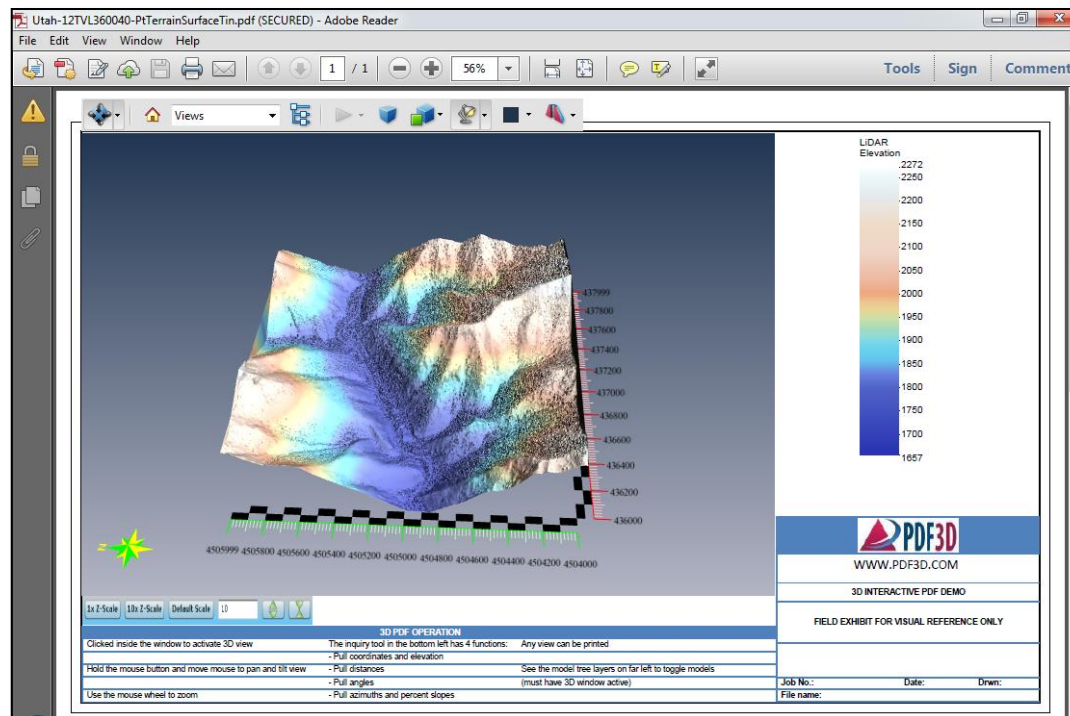 Utah-12TVL360040-PtTerrainSurfaceTin.pdf (SECURED) - Adobe Reader
File Edit View Window Help
1 / 1 56% Tools Sign Comment
Views
LiDAR
Elevation
2272
2250
2200
2150
2100
2050
2000
1950
1900
1850
1800
1750
1700
1657
437999
437800
437600
437400
437200
437000
436800
436600
436400
436200
436000
4505999 4505800 4505600 4505400 4505200 4505000 4504800 4504600 4504400 4504200 4504000
z
PDF3D
WWW.PDF3D.COM
3D INTERACTIVE PDF DEMO
FIELD EXHIBIT FOR VISUAL REFERENCE ONLY
Job No.: Date: Drwn:
File name:
1x Z-Scale 10x Z-Scale Default Scale 10
3D PDF OPERATION
Clicked inside the window to activate 3D view The inquiry tool in the bottom left has 4 functions: Any view can be printed
- Pull coordinates and elevation
Hold the mouse button and move mouse to pan and tilt view - Pull distances See the model tree layers on far left to toggle models
- Pull angles (must have 3D window active)
Use the mouse wheel to zoom - Pull azimuths and percent slopes